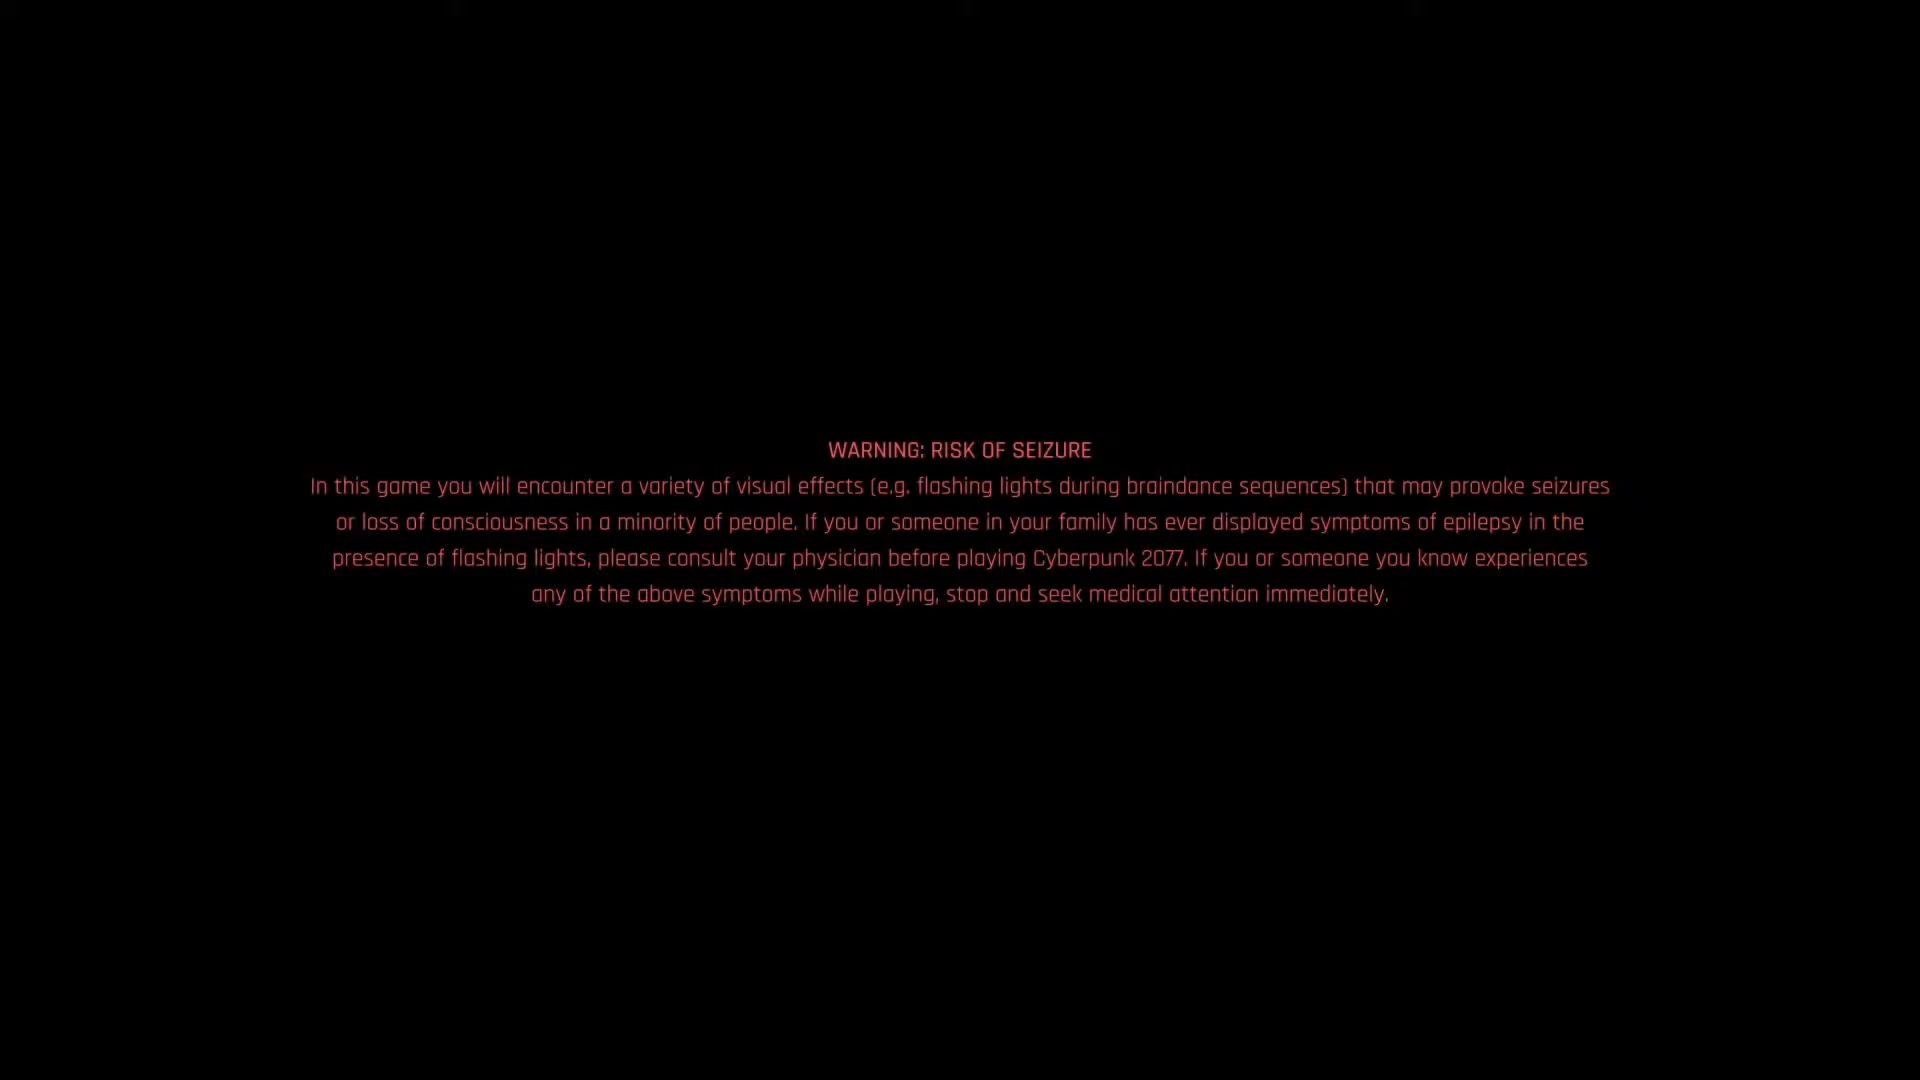 WARNING: RISK OF SEIZURE
In this game you will encounter a variety of visual effects (e.g. flashing lights during braindance sequences) that may provoke seizures
or loss of consciousness in a minority of people. If you or someone in your family has ever displayed symptoms of epilepsy in the
presence of flashing lights, please consult your physician before playing Cyberpunk 2077. If you or someone you know experiences
any of the above symptoms while playing, stop and seek medical attention immediately.